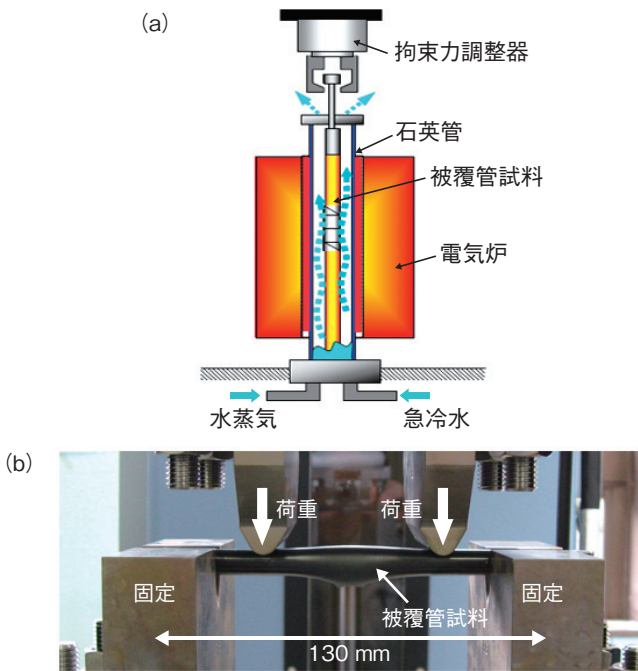 (a)
拘束力調整器
石英管
被覆管試料
電気炉
水蒸気
急冷水
(b)
荷重
荷重
固定
被覆管試料
固定
130 mm